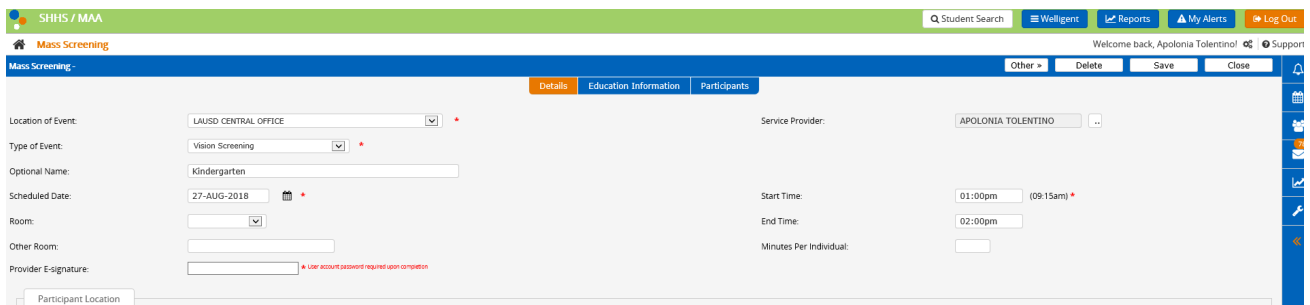 SHHS / MAA Student Search Welligent Reports My Alerts Log Out
Mass Screening Welcome back, Apolonia Tolentino! Support
Mass Screening - Other » Delete Save Close
Details Education Information Participants
Location of Event: LAUSD CENTRAL OFFICE * Service Provider: APOLONIA TOLENTINO ..
Type of Event: Vision Screening *
Optional Name: Kindergarten
Scheduled Date: 27-AUG-2018 * Start Time: 01:00pm (09:15am) *
Room: End Time: 02:00pm
Other Room: Minutes Per Individual:
Provider E-signature: * User account password required upon completion
Participant Location